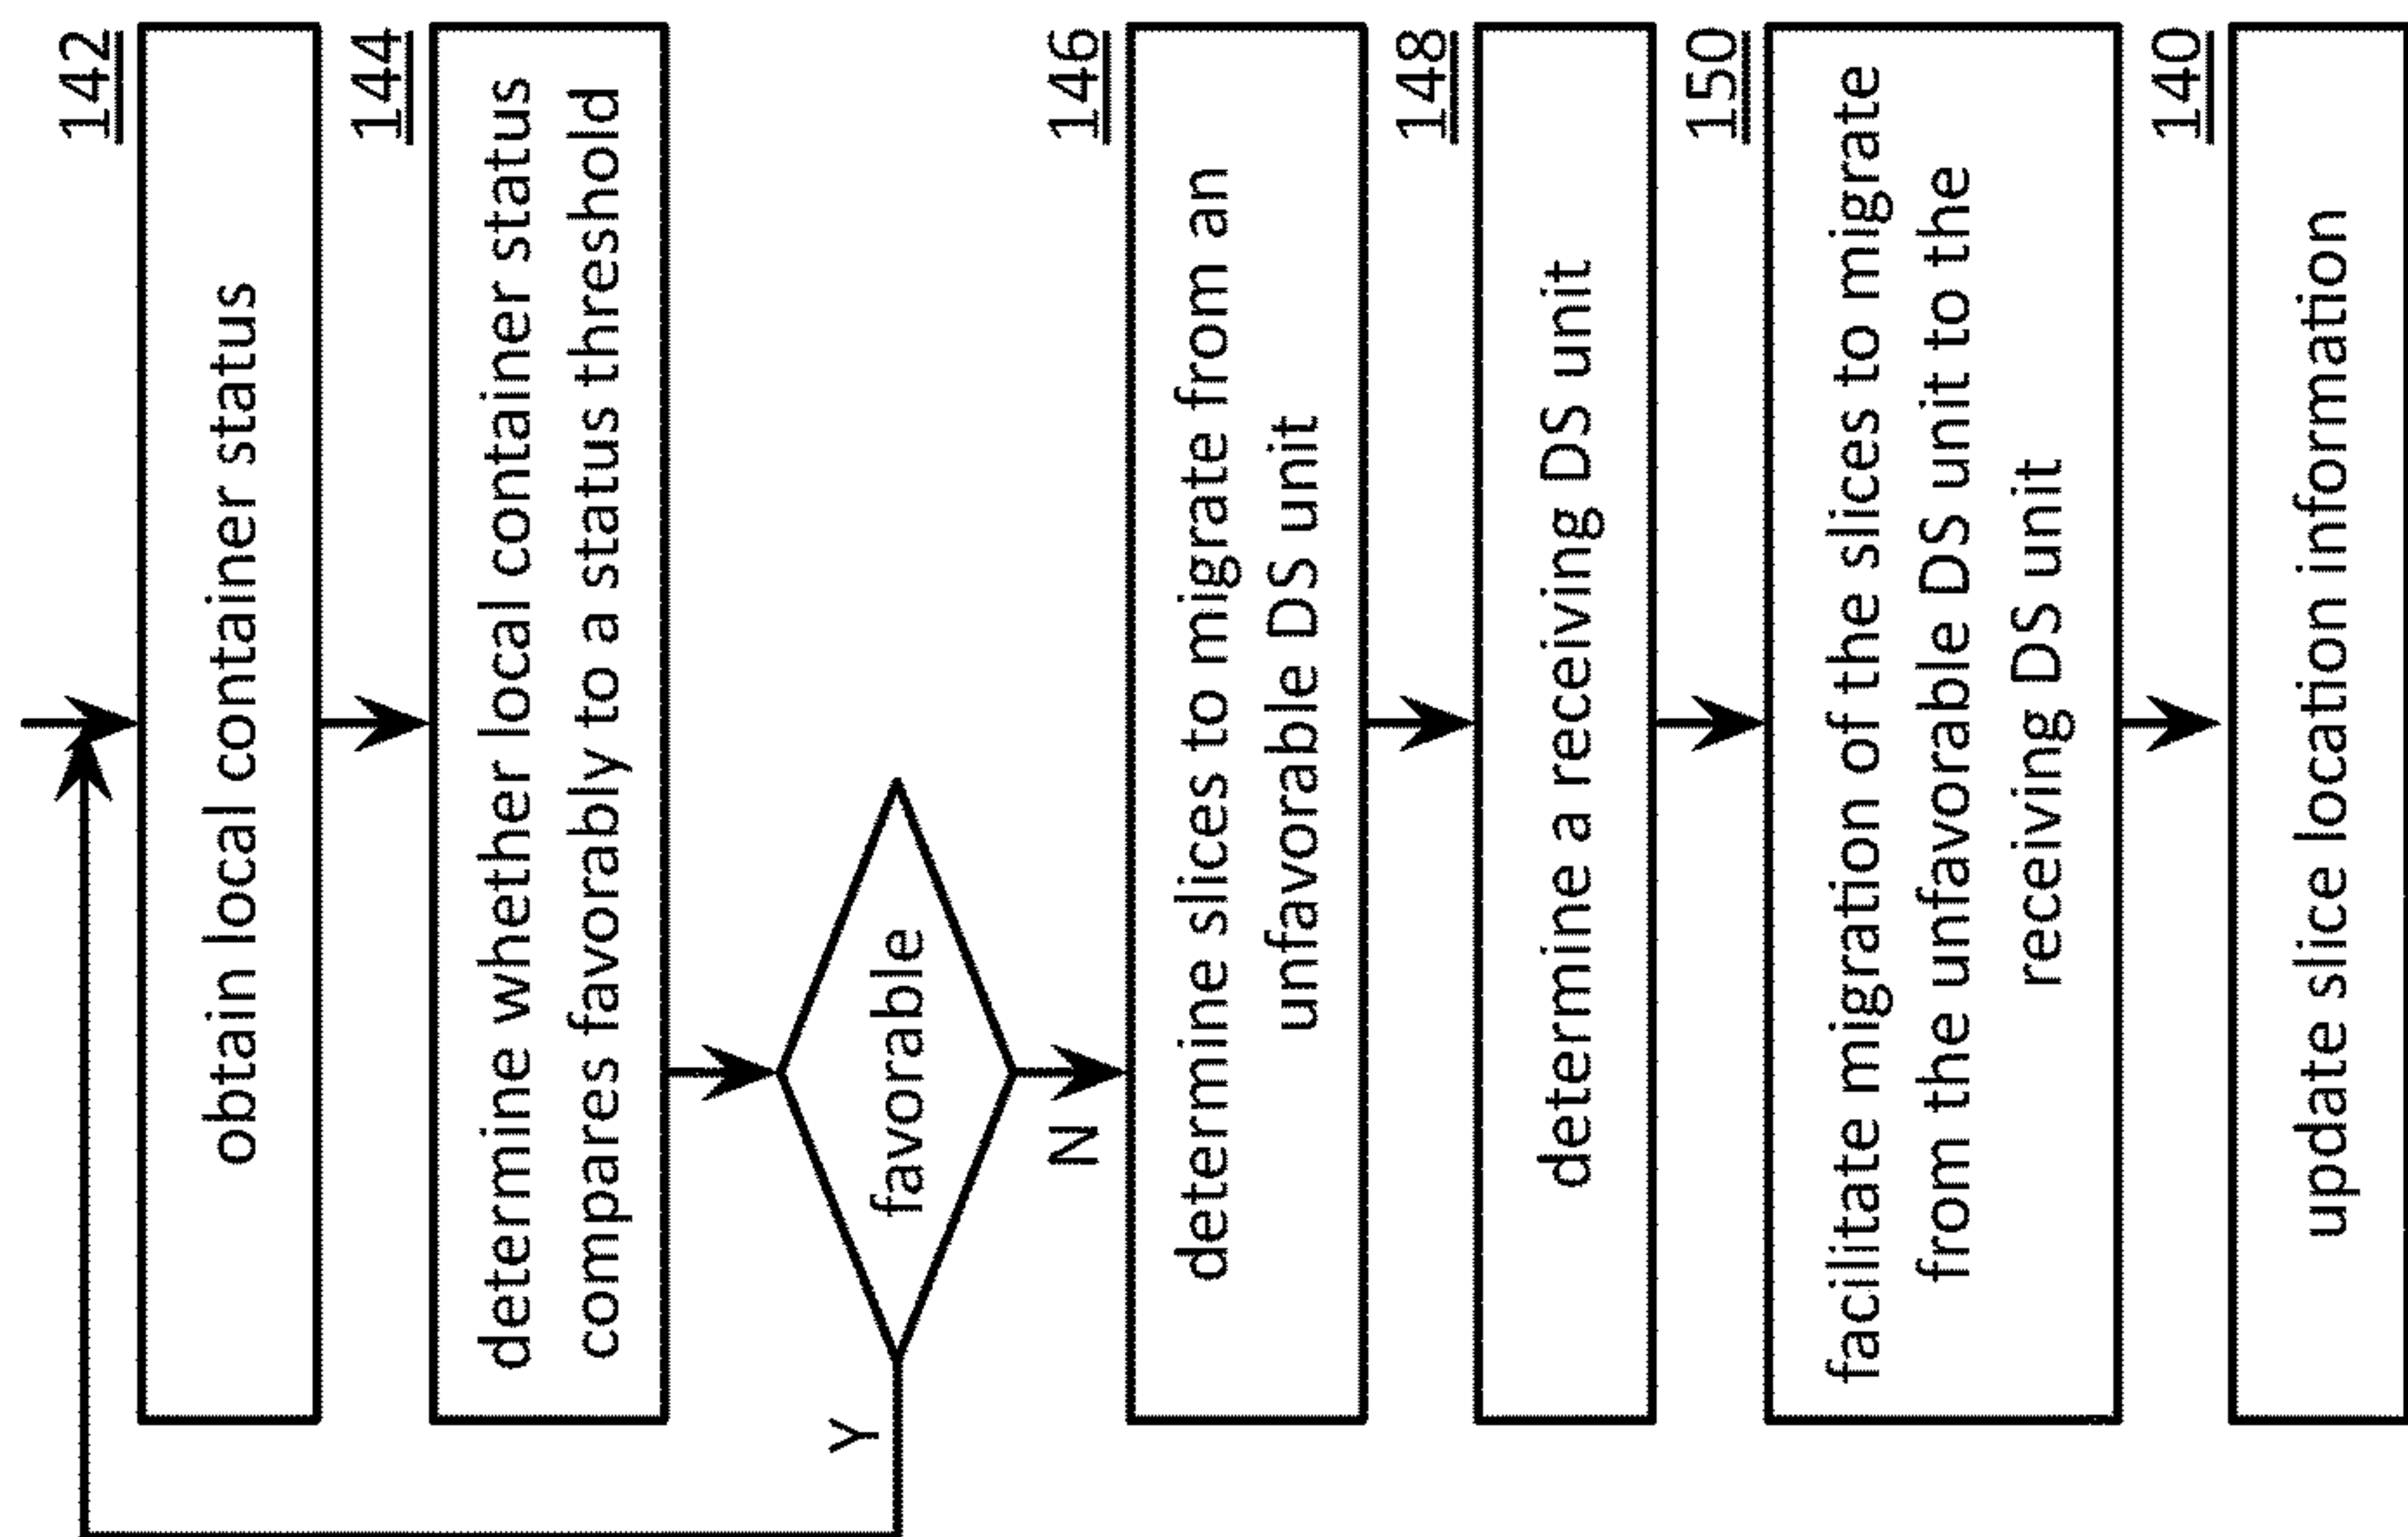 142
obtain local container status
144
determine whether local container status
compares favorably to a status threshold
favorable
Y
N
146
determine slices to migrate from an
unfavorable DS unit
148
determine a receiving DS unit
150
facilitate migration of the slices to migrate
from the unfavorable DS unit to the
receiving DS unit
140
update slice location information